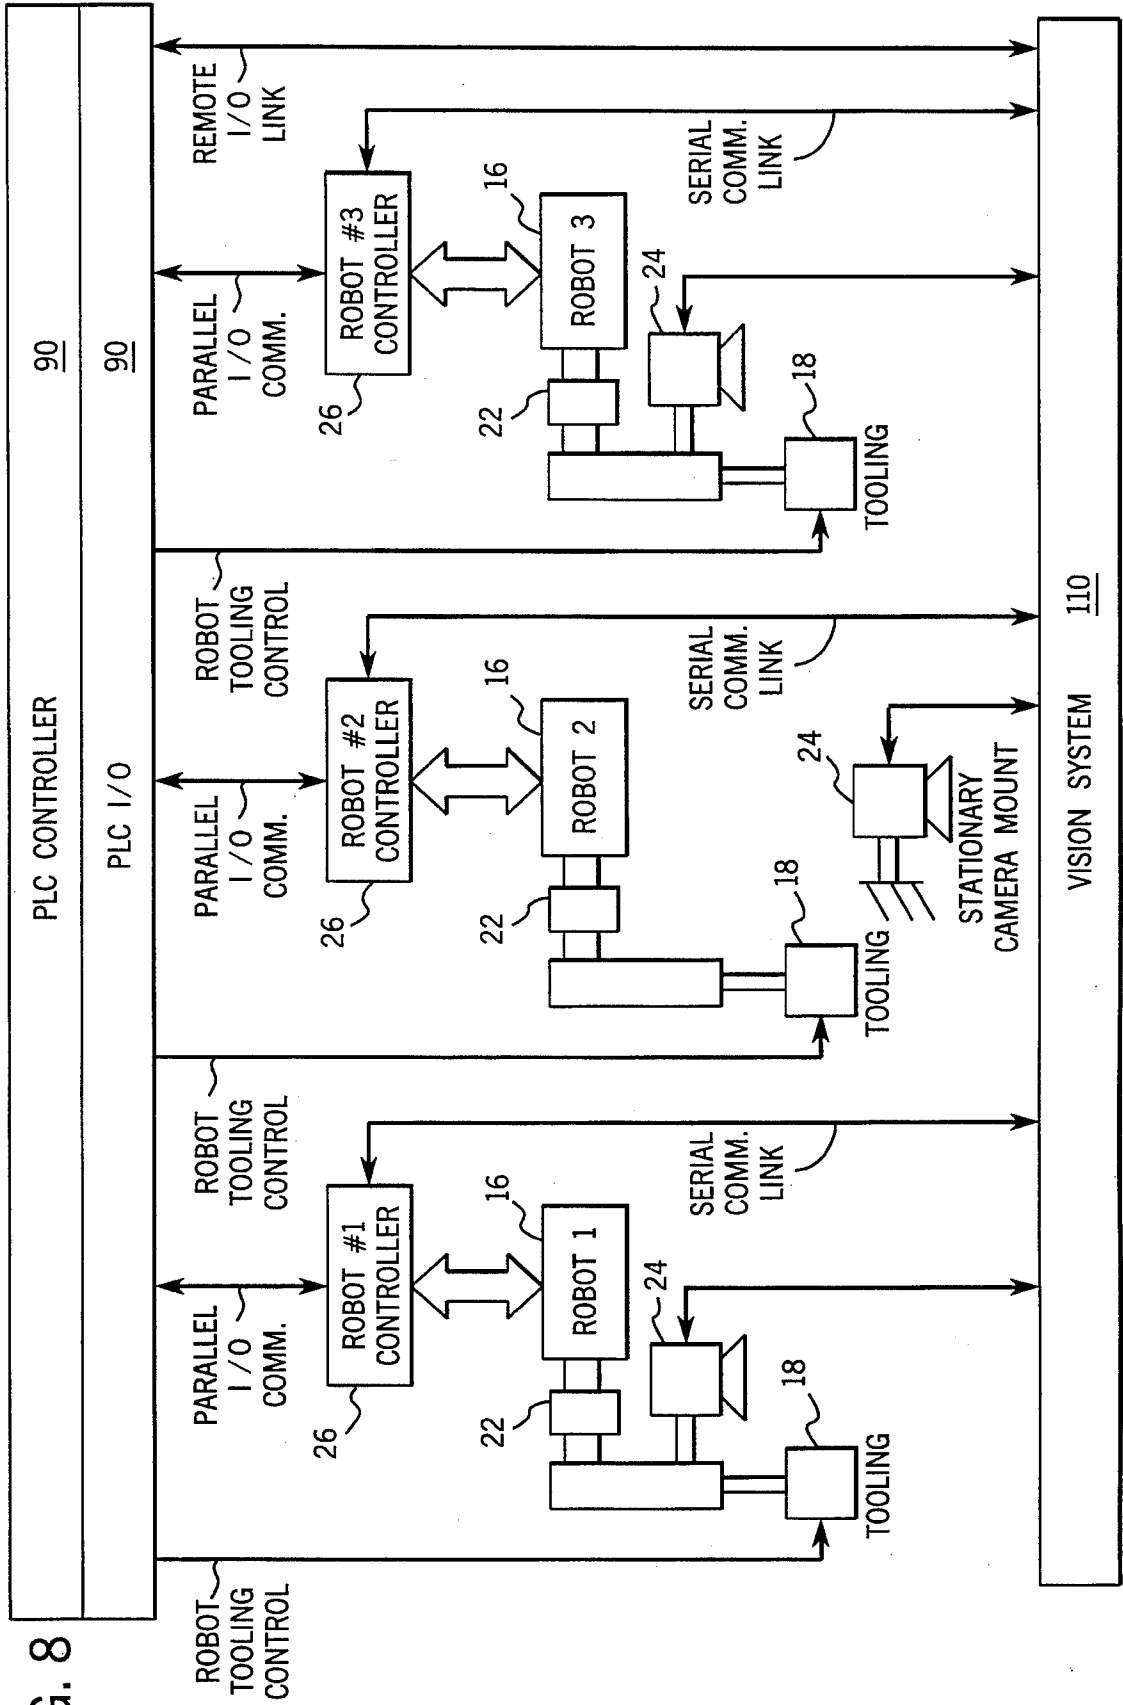 G. 8
PLC CONTROLLER
90
PLC I/O
90
ROBOT
TOOLING
CONTROL
PARALLEL
I/O
COMM.
ROBOT
TOOLING
CONTROL
PARALLEL
I/O
COMM.
ROBOT
TOOLING
CONTROL
PARALLEL
I/O
COMM.
REMOTE
I/O
LINK
26
ROBOT #1
CONTROLLER
26
ROBOT #2
CONTROLLER
26
ROBOT #3
CONTROLLER
22
16
ROBOT 1
22
16
ROBOT 2
22
16
ROBOT 3
24
SERIAL
COMM.
LINK
SERIAL
COMM.
LINK
24
SERIAL
COMM.
LINK
18
TOOLING
18
TOOLING
24
STATIONARY
CAMERA MOUNT
18
TOOLING
VISION SYSTEM
110